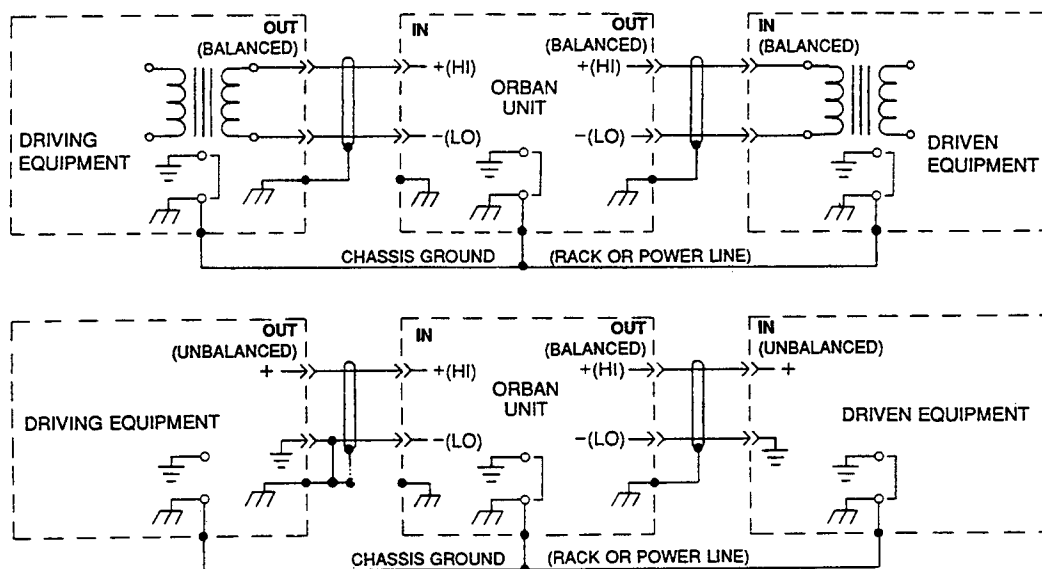 OUT
(BALANCED)
IN
OUT
(BALANCED)
IN
(BALANCED)
+(HI)
+(HI)
ORBAN
UNIT
–(LO)
–(LO)
DRIVING
EQUIPMENT
DRIVEN
EQUIPMENT
CHASSIS GROUND (RACK OR POWER LINE)
OUT
(UNBALANCED)
IN
OUT
(BALANCED)
IN
(UNBALANCED)
+
+(HI)
+(HI)
+
ORBAN
UNIT
DRIVING EQUIPMENT
–(LO)
–(LO)
DRIVEN EQUIPMENT
CHASSIS GROUND (RACK OR POWER LINE)